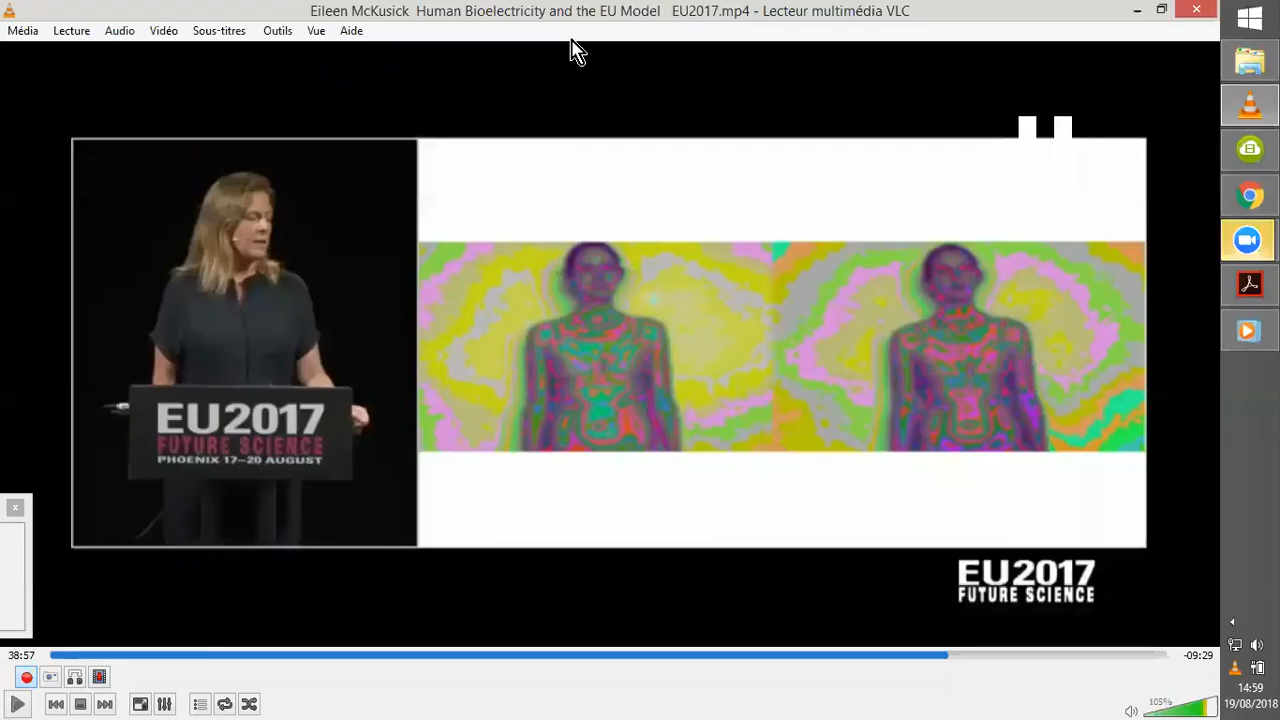 Eileen McKusick  Human Bioelectricity and the EU Model   EU2017.mp4 - Lecteur multimédia VLC
Média Lecture Audio Vidéo Sous-titres Outils Vue Aide
EU2017
FUTURE SCIENCE
PHOENIX 17–20 AUGUST
EU2017
FUTURE SCIENCE
38:57
-09:29
105%
14:59
19/08/2018